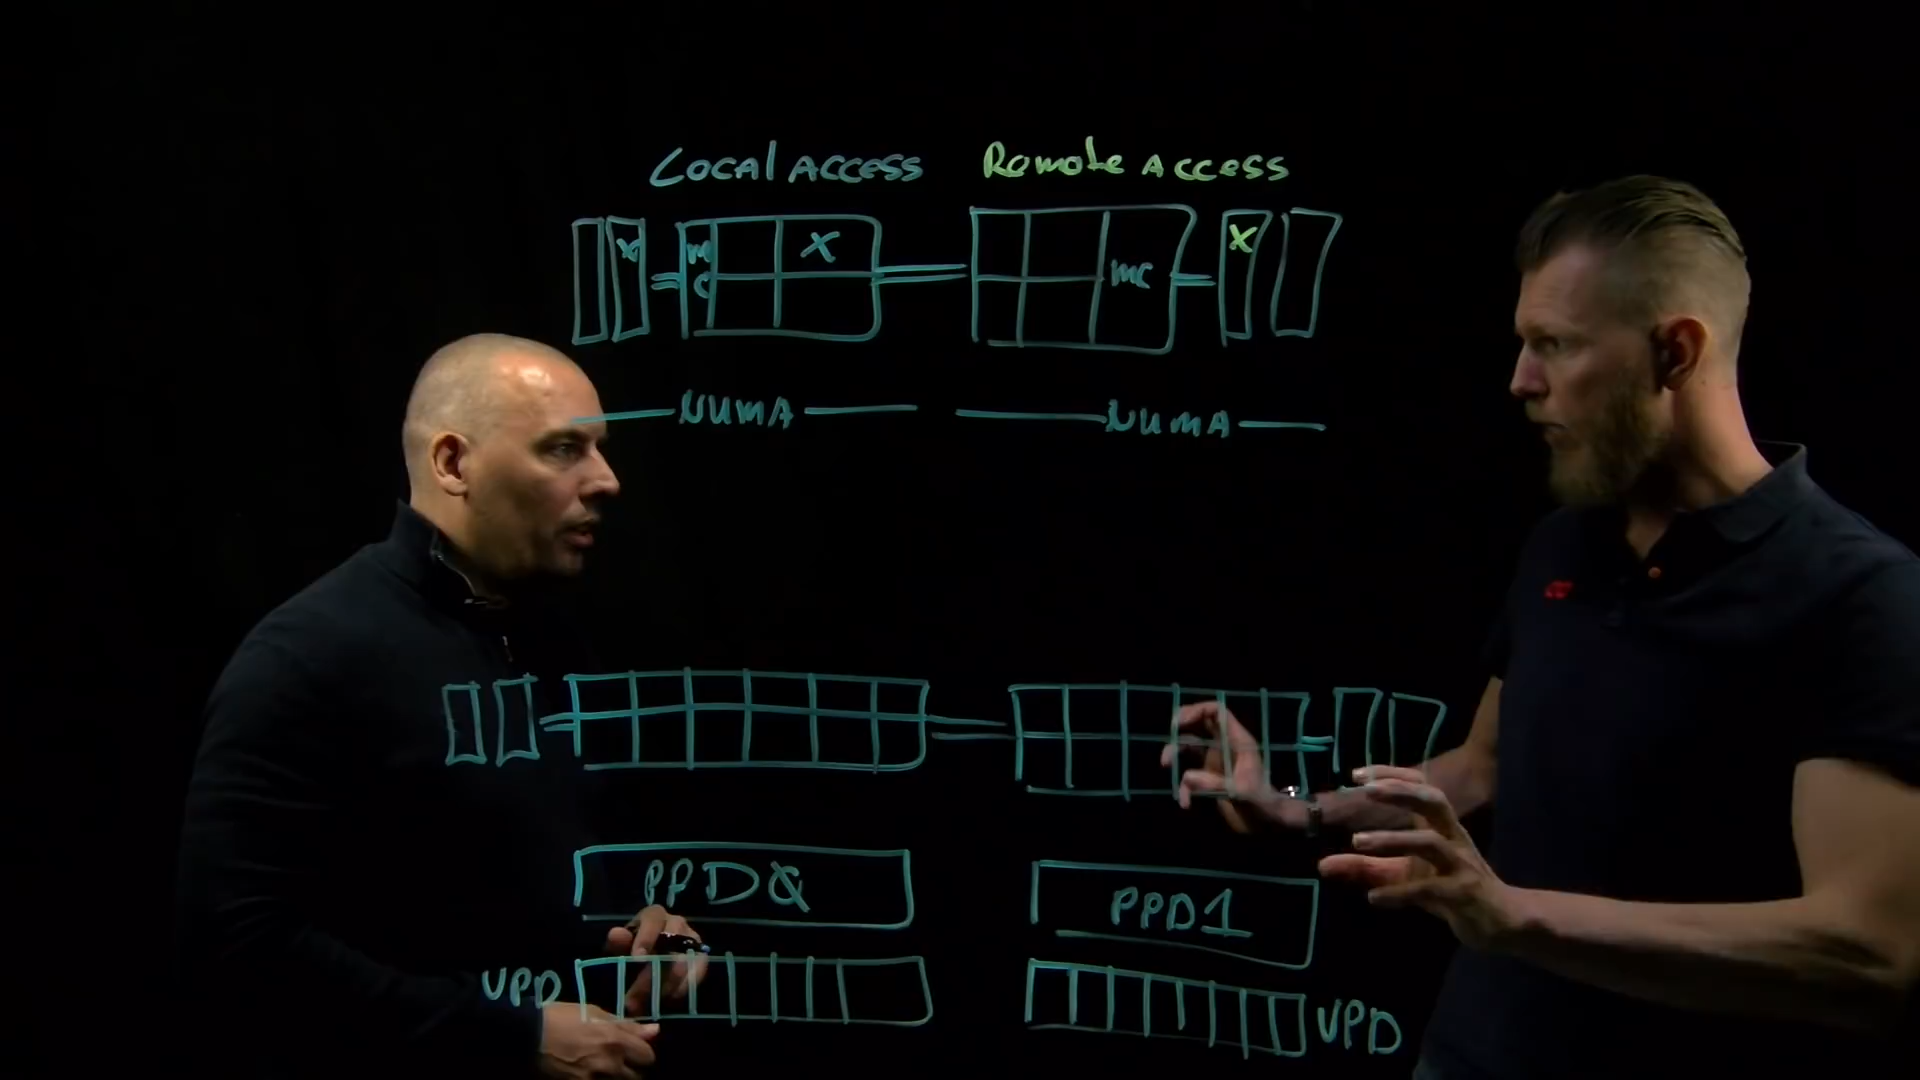 Local Access Remote Access
X M C X MC X
NUMA NUMA
PPD0 PPD1
VPD VPD